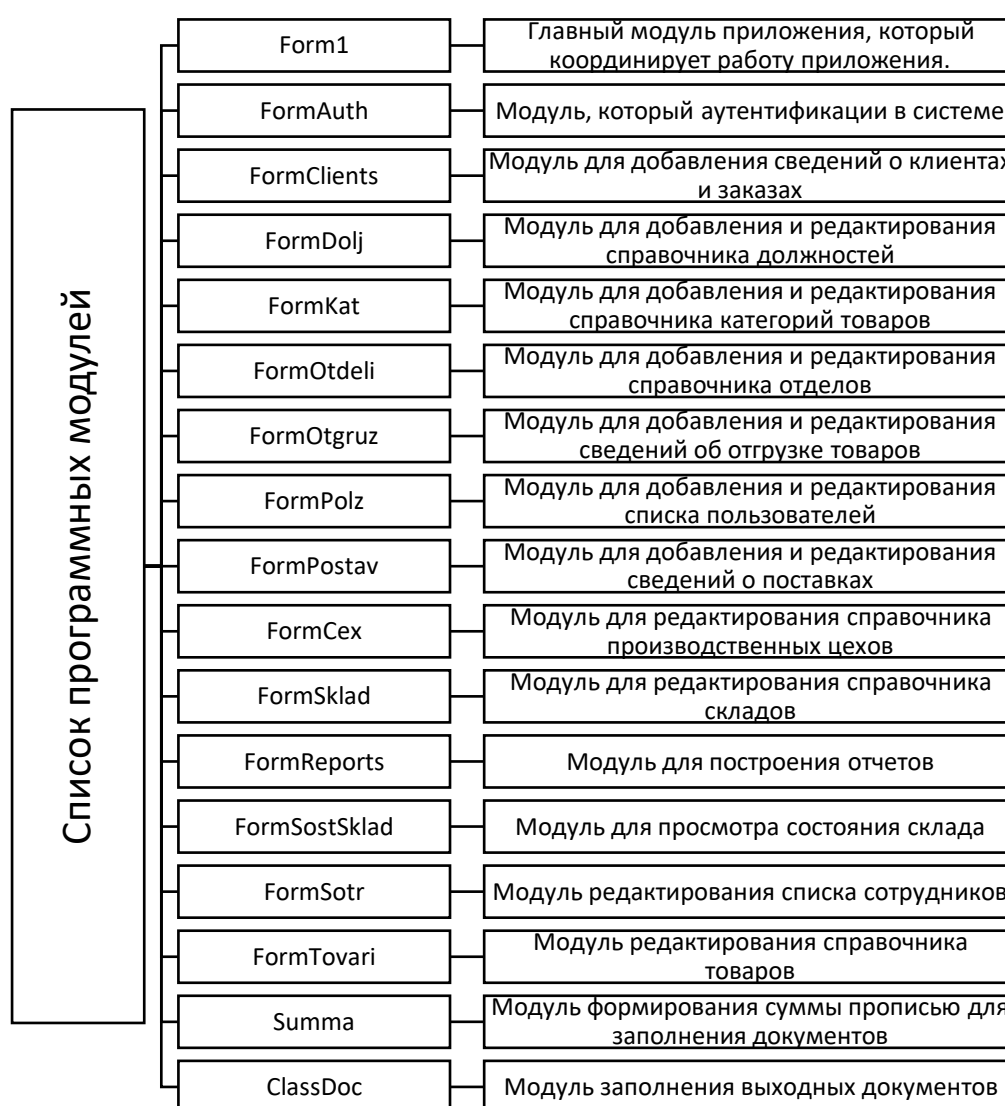 Список программных модулей
Form1
Главный модуль приложения, который
координирует работу приложения.
FormAuth
Модуль, который аутентификации в системе
FormClients
Модуль для добавления сведений о клиентах
и заказах
FormDolj
Модуль для добавления и редактирования
справочника должностей
FormKat
Модуль для добавления и редактирования
справочника категорий товаров
FormOtdeli
Модуль для добавления и редактирования
справочника отделов
FormOtgruz
Модуль для добавления и редактирования
сведений об отгрузке товаров
FormPolz
Модуль для добавления и редактирования
списка пользователей
FormPostav
Модуль для добавления и редактирования
сведений о поставках
FormCex
Модуль для редактирования справочника
производственных цехов
FormSklad
Модуль для редактирования справочника
складов
FormReports
Модуль для построения отчетов
FormSostSklad
Модуль для просмотра состояния склада
FormSotr
Модуль редактирования списка сотрудников
FormTovari
Модуль редактирования справочника
товаров
Summa
Модуль формирования суммы прописью для
заполнения документов
ClassDoc
Модуль заполнения выходных документов